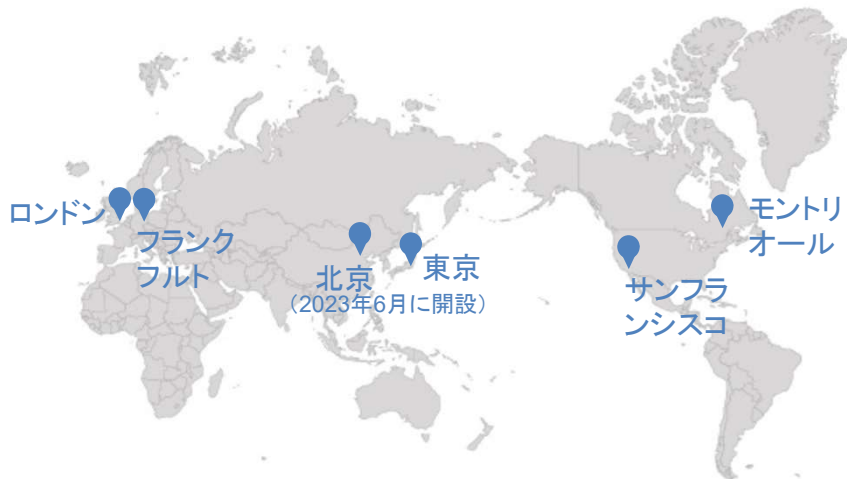 ロンドン
フランク
フルト
北京
(2023年6月に開設)
東京
サンフラ
ンシスコ
モントリ
オール